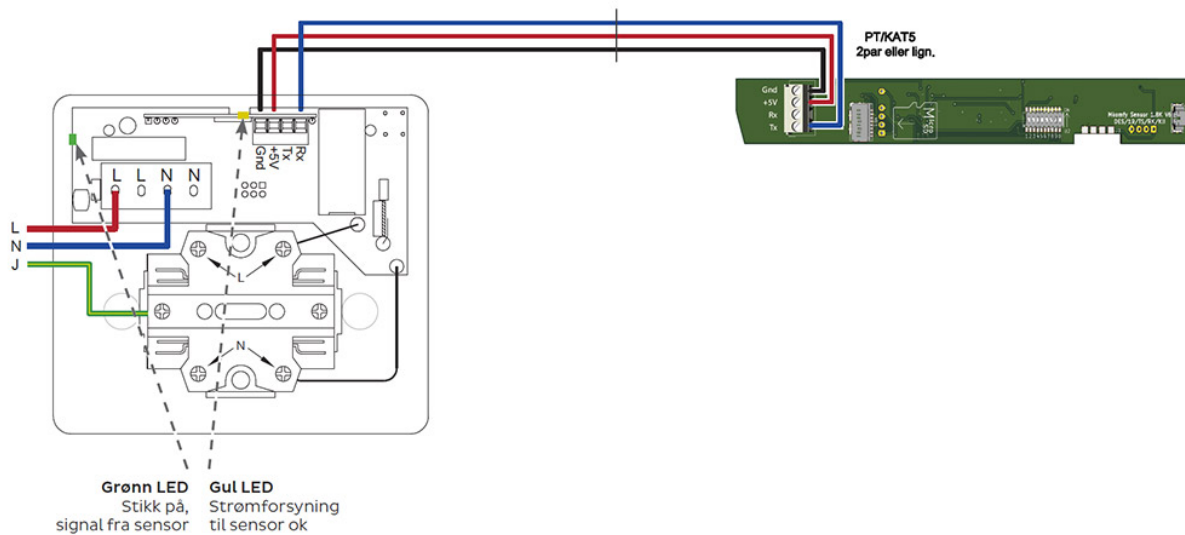 PT/KAT5
2par eller lign.
Gnd
+5V
Rx
Tx
Micro
Gnd
+5V
Tx
Rx
L L N N
L
N
J
L
N
Grønn LED
Stikk på,
signal fra sensor
Gul LED
Strømforsyning
til sensor ok